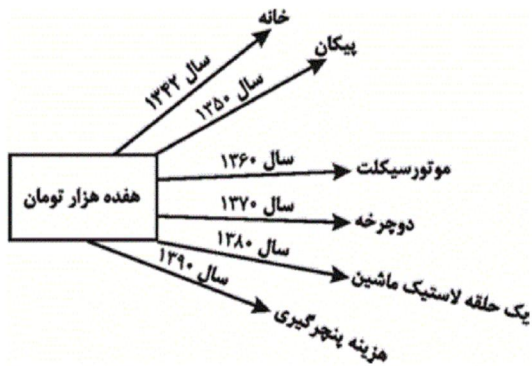 خانه
سال ۱۳۴۲
پیکان
سال ۱۳۵۰
هفده هزار تومان
سال ۱۳۶۰
موتورسیکلت
سال ۱۳۷۰
دوچرخه
سال ۱۳۸۰
یک حلقه لاستیک ماشین
سال ۱۳۹۰
هزینه پنچرگیری